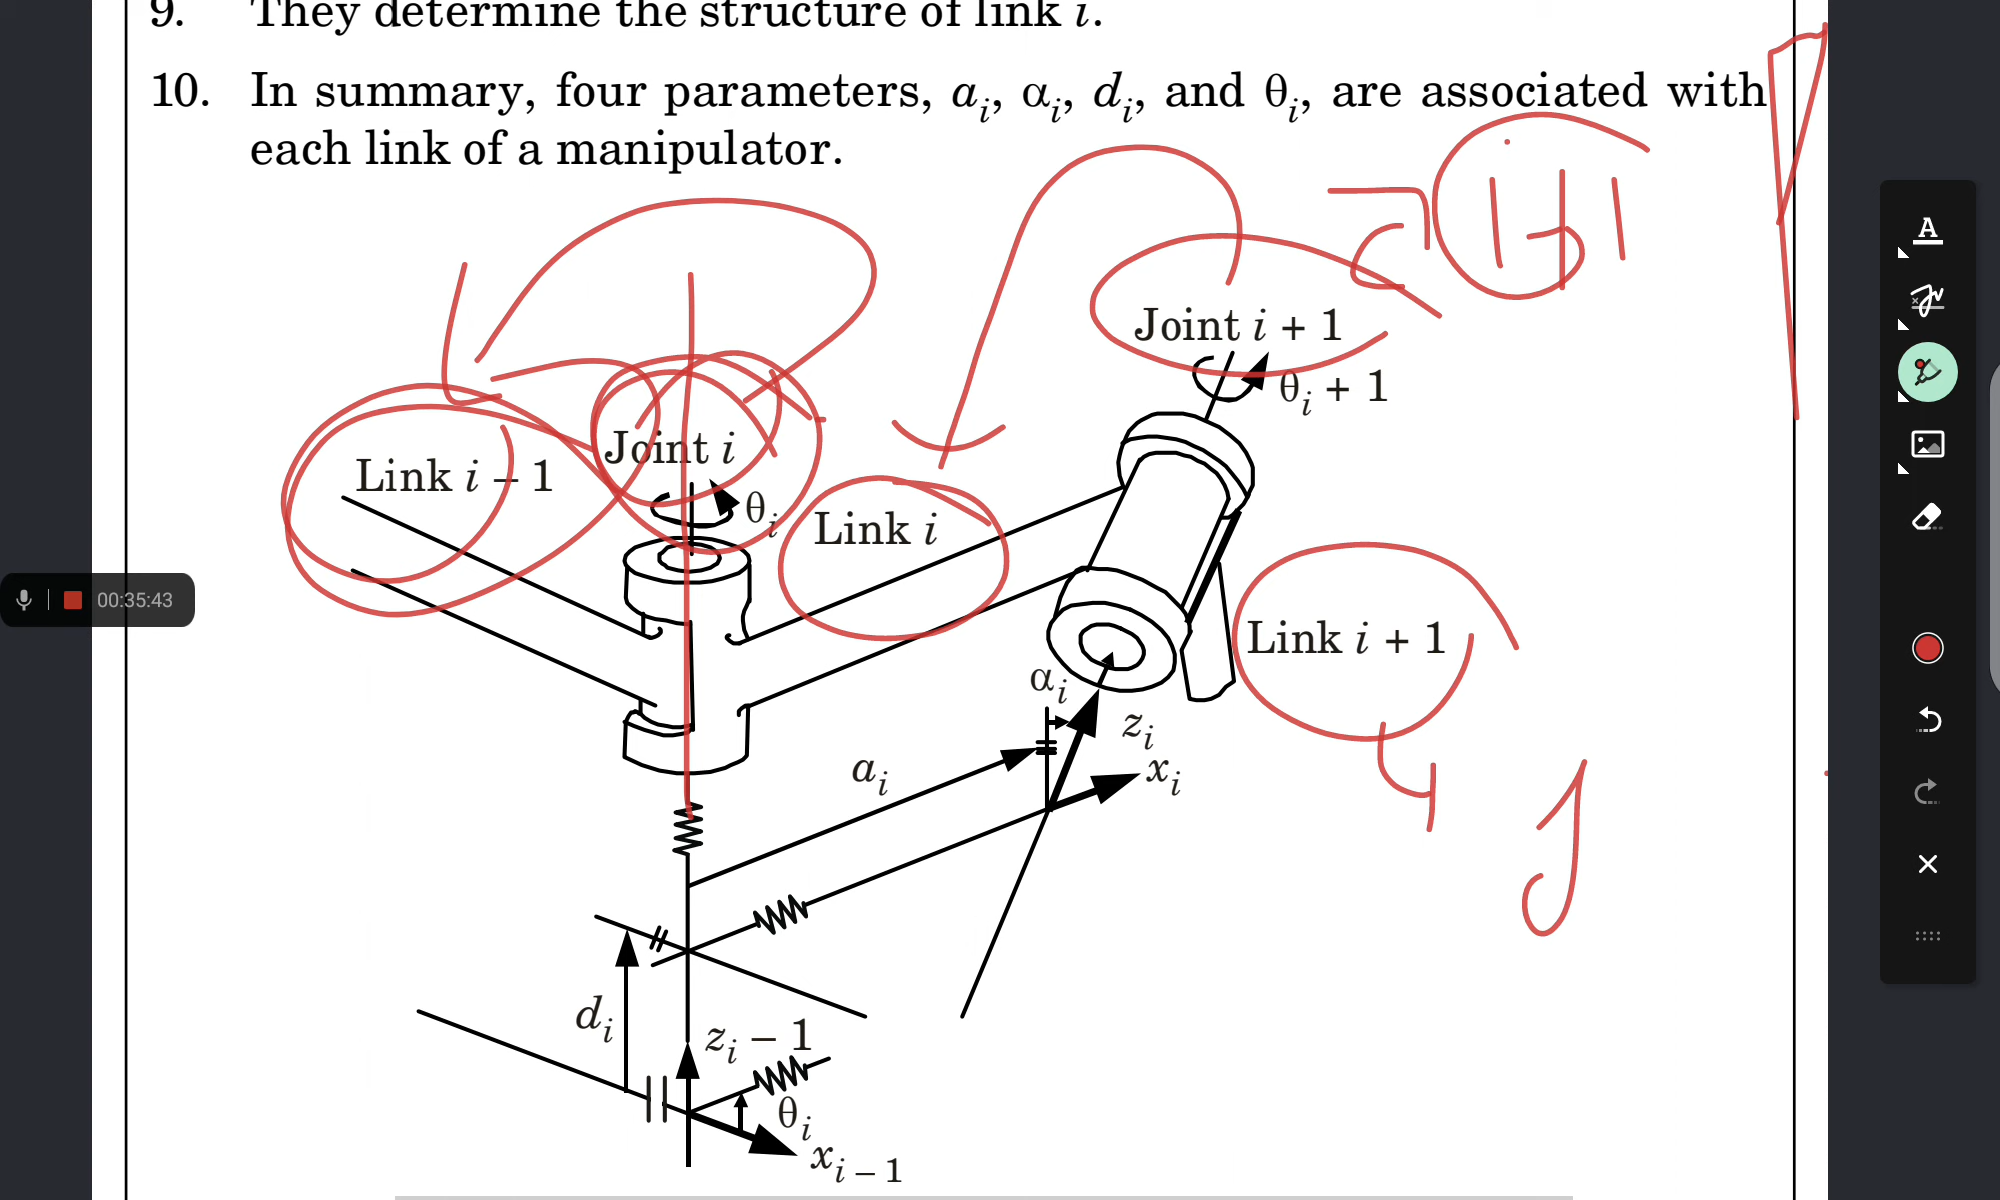 9. They determine the structure of link i.
10. In summary, four parameters, aᵢ, αᵢ, dᵢ, and θᵢ, are associated with
each link of a manipulator.
i+1
Joint i + 1
θᵢ + 1
Joint i
Link i – 1
θᵢ
Link i
A
00:35:43
Link i + 1
αᵢ
zᵢ
aᵢ
xᵢ
dᵢ
zᵢ – 1
θᵢ
xᵢ – 1